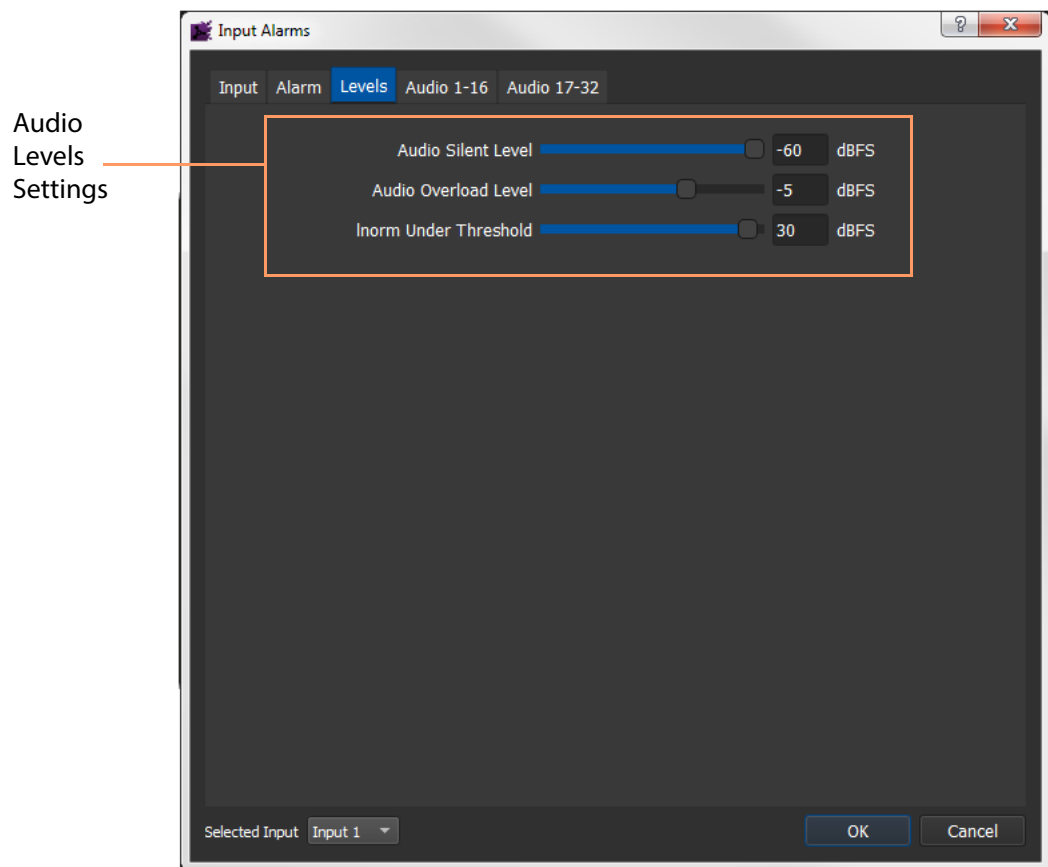 Input Alarms
Input Alarm Levels Audio 1-16 Audio 17-32
Audio
Levels
Settings
Audio Silent Level -60 dBFS
Audio Overload Level -5 dBFS
lnorm Under Threshold 30 dBFS
Selected Input Input 1 OK Cancel